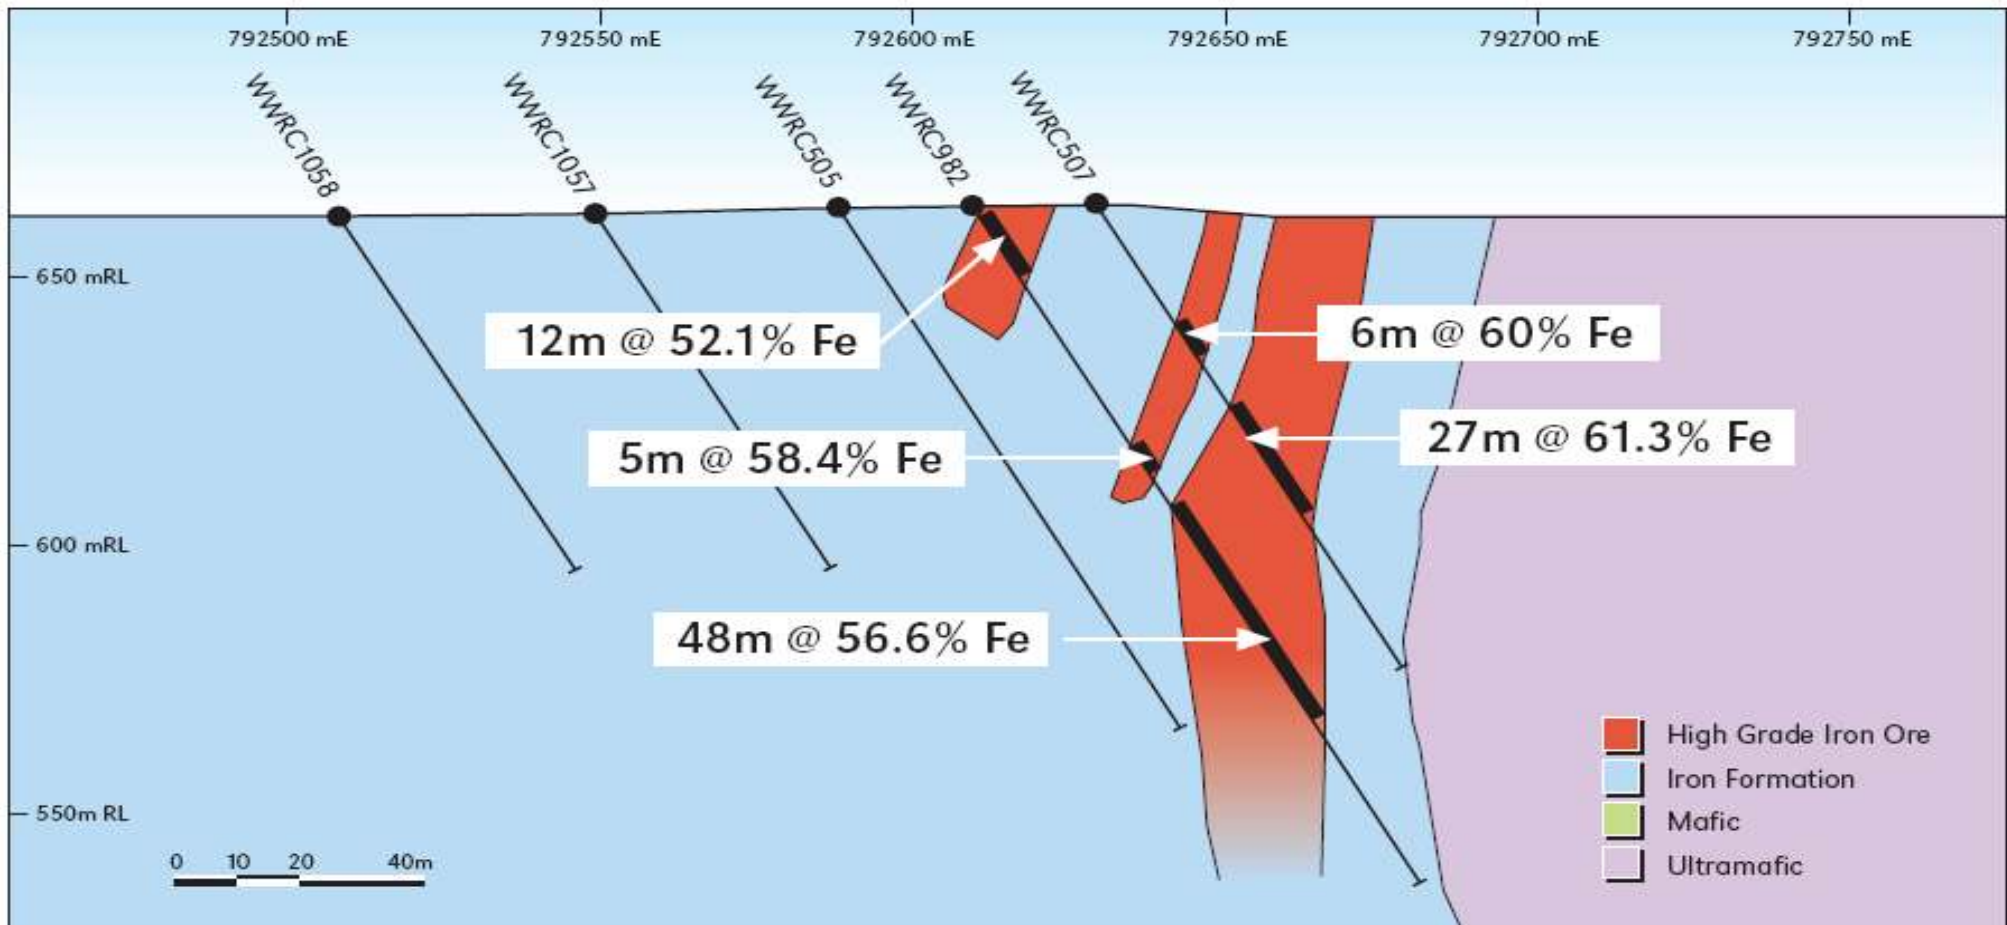 792500 mE
792550 mE
792600 mE
792650 mE
792700 mE
792750 mE
WWRC1058
WWRC1057
WWRC505
WWRC982
WWRC507
650 mRL
12m @ 52.1% Fe
6m @ 60% Fe
5m @ 58.4% Fe
27m @ 61.3% Fe
600 mRL
48m @ 56.6% Fe
550m RL
0 10 20 40m
High Grade Iron Ore
Iron Formation
Mafic
Ultramafic